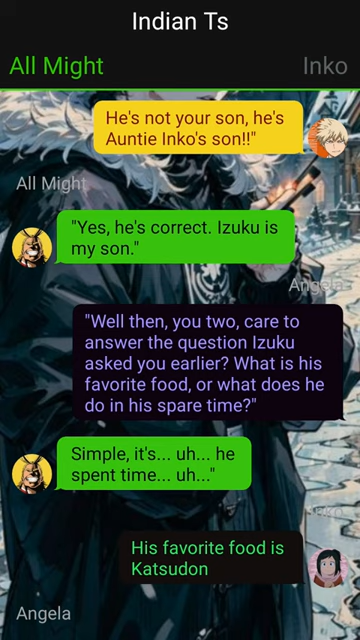 Indian Ts
All Might
Inko
He's not your son, he's
Auntie Inko's son!!"
All Might
"Yes, he's correct. Izuku is
my son."
Angela
"Well then, you two, care to
answer the question Izuku
asked you earlier? What is his
favorite food, or what does he
do in his spare time?"
Simple, it's... uh... he
spent time... uh..."
Inko
His favorite food is
Katsudon
Angela